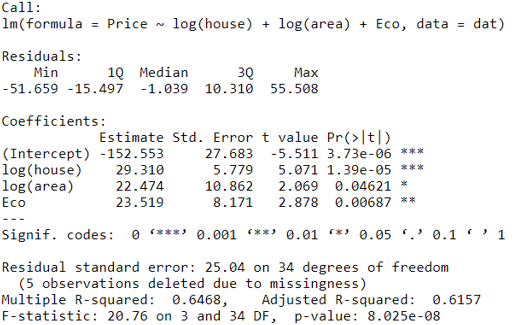 Call:
lm(formula = Price ~ log(house) + log(area) + Eco, data = dat)
Residuals:
Min 1Q Median 3Q Max
-51.659 -15.497 -1.039 10.310 55.508
Coefficients:
Estimate Std. Error t value Pr(>|t|)
(Intercept) -152.553 27.683 -5.511 3.73e-06 ***
log(house) 29.310 5.779 5.071 1.39e-05 ***
log(area) 22.474 10.862 2.069 0.04621 *
Eco 23.519 8.171 2.878 0.00687 **
---
Signif. codes: 0 ‘***’ 0.001 ‘**’ 0.01 ‘*’ 0.05 ‘.’ 0.1 ‘ ’ 1
Residual standard error: 25.04 on 34 degrees of freedom
(5 observations deleted due to missingness)
Multiple R-squared: 0.6468, Adjusted R-squared: 0.6157
F-statistic: 20.76 on 3 and 34 DF, p-value: 8.025e-08